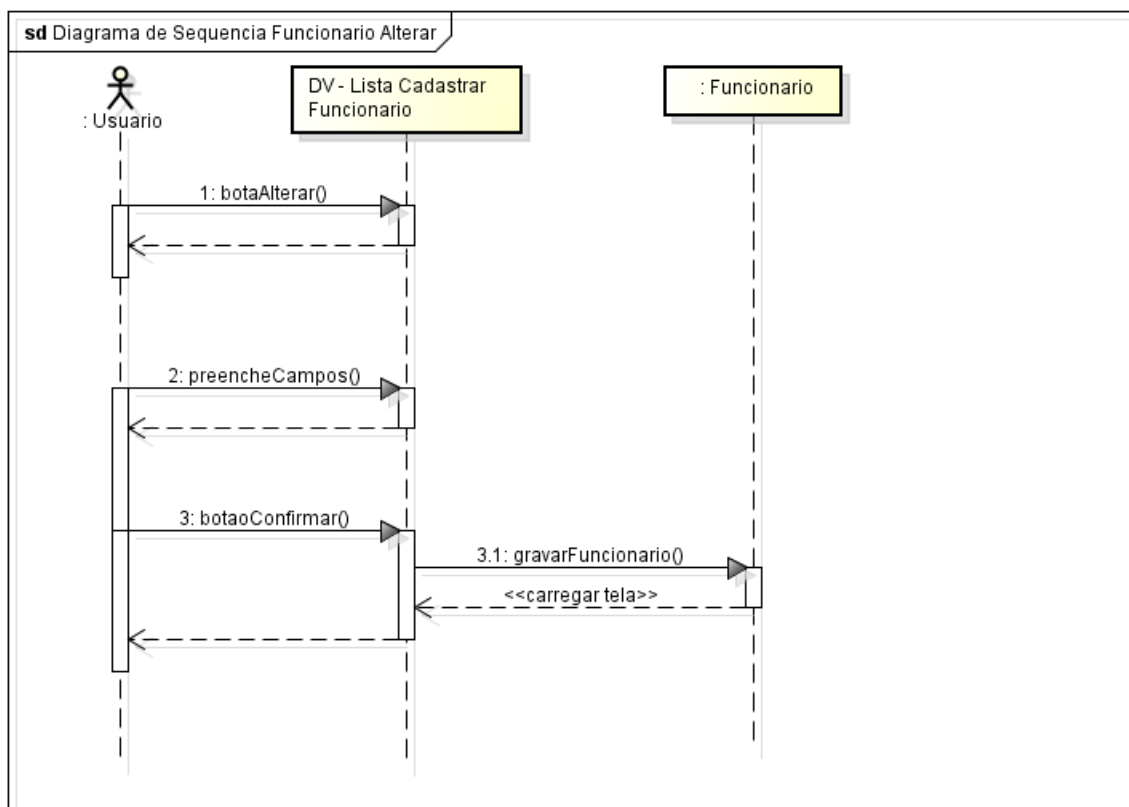 sd Diagrama de Sequencia Funcionario Alterar
: Usuario
DV - Lista Cadastrar
Funcionario
: Funcionario
1: botaAlterar()
2: preencheCampos()
3: botaoConfirmar()
3.1: gravarFuncionario()
<<carregar tela>>